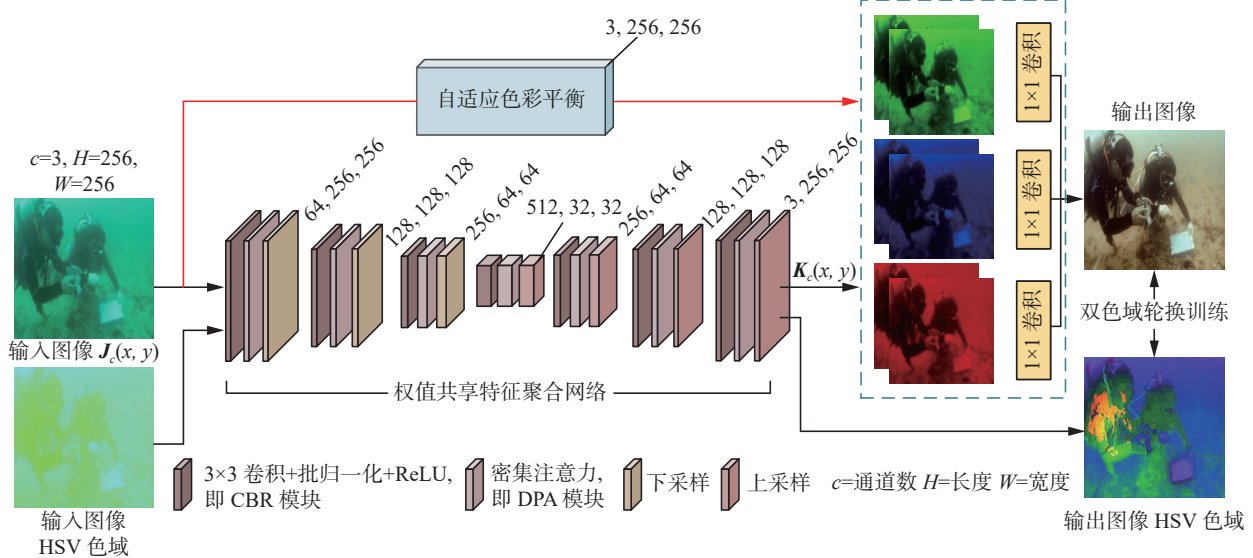 3, 256, 256
自适应色彩平衡
1×1 卷积
1×1 卷积
1×1 卷积
输出图像
c=3, H=256,
W=256
64, 256, 256
128, 128, 128
256, 64, 64
512, 32, 32
256, 64, 64
128, 128, 128
3, 256, 256
K_c(x, y)
输入图像 J_c(x, y)
双色域轮换训练
权值共享特征聚合网络
3×3 卷积+批归一化+ReLU,
即 CBR 模块
密集注意力,
即 DPA 模块
下采样
上采样
c=通道数 H=长度 W=宽度
输入图像
HSV 色域
输出图像 HSV 色域